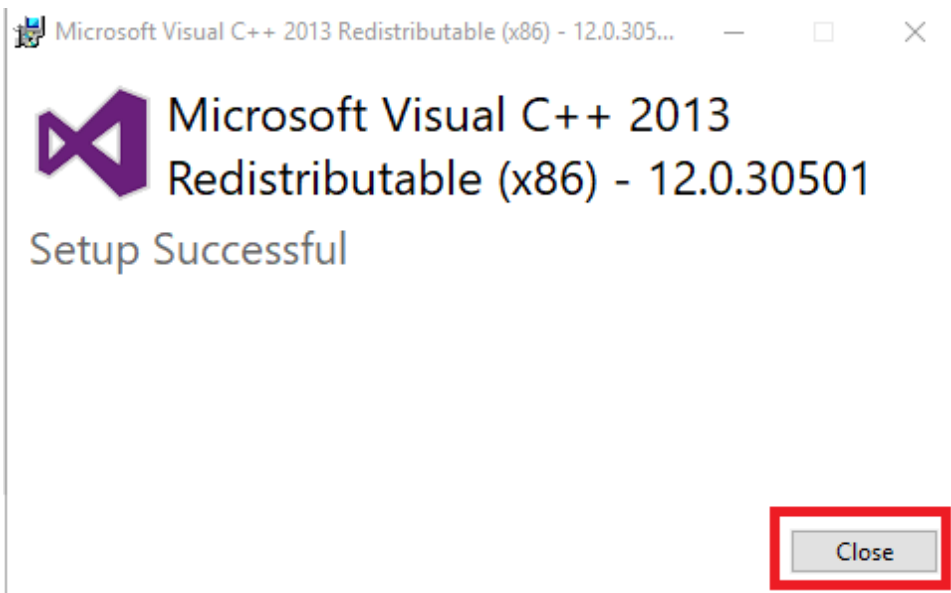 Microsoft Visual C++ 2013 Redistributable (x86) - 12.0.305...
Microsoft Visual C++ 2013
Redistributable (x86) - 12.0.30501
Setup Successful
Close